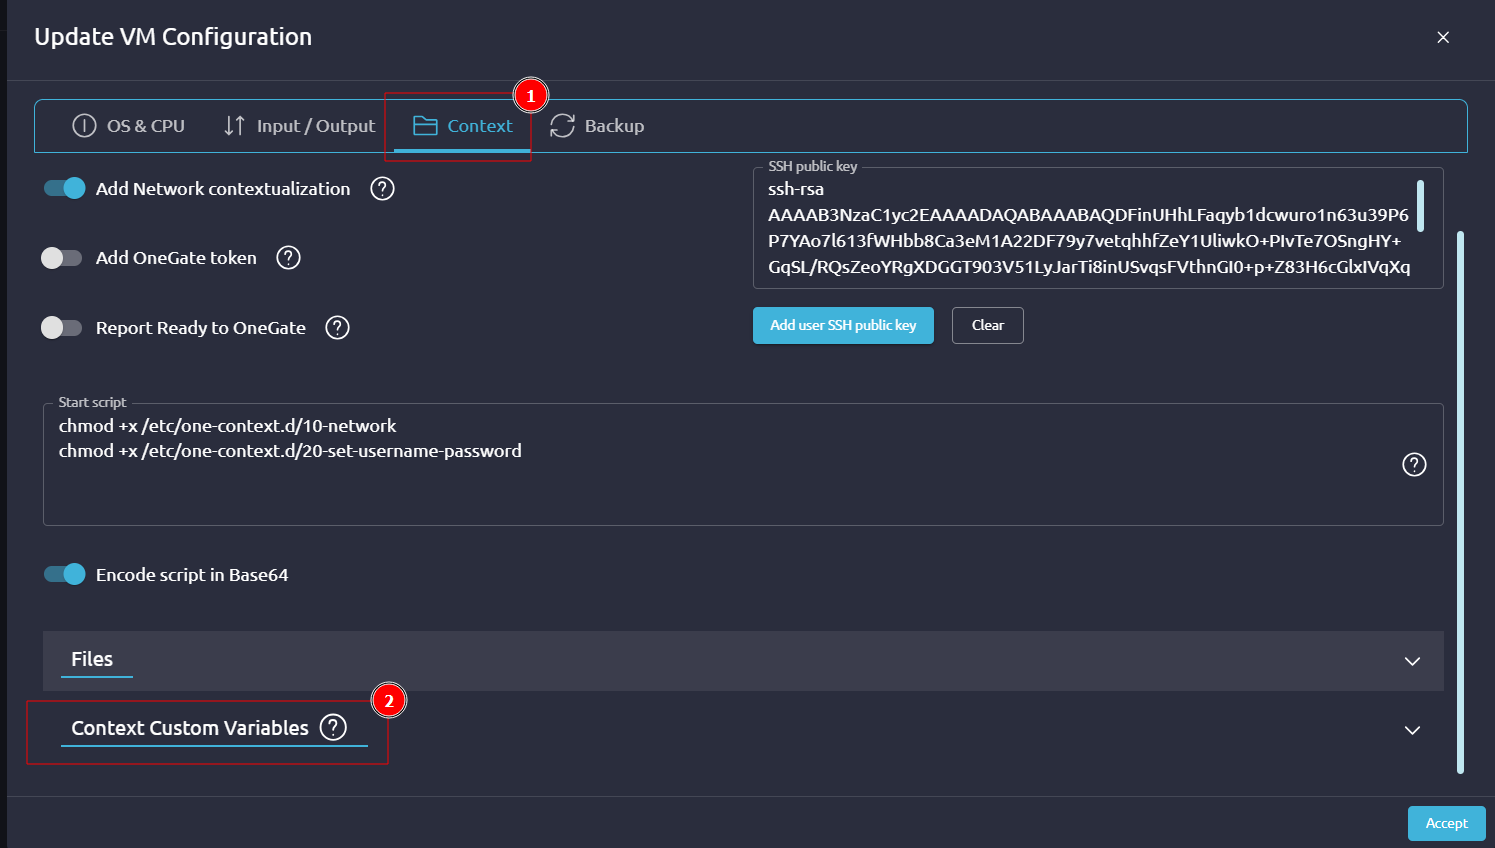 Update VM Configuration
1
OS & CPU
Input / Output
Context
Backup
Add Network contextualization
SSH public key
ssh-rsa
AAAAB3NzaC1yc2EAAAADAQABAAABAQDFinUHhLFaqyb1dcwuro1n63u39P6
P7YAo7l613fWHbb8Ca3eM1A22DF79y7vetqhhfZeY1UliwkO+PIvTe7OSngHY+
GqSL/RQsZeoYRgXDGGT903V51LyJarTi8inUSvqsFVthnGI0+p+Z83H6cGlxIVqXq
Add OneGate token
Report Ready to OneGate
Add user SSH public key
Clear
Start script
chmod +x /etc/one-context.d/10-network
chmod +x /etc/one-context.d/20-set-username-password
Encode script in Base64
Files
2
Context Custom Variables
Accept